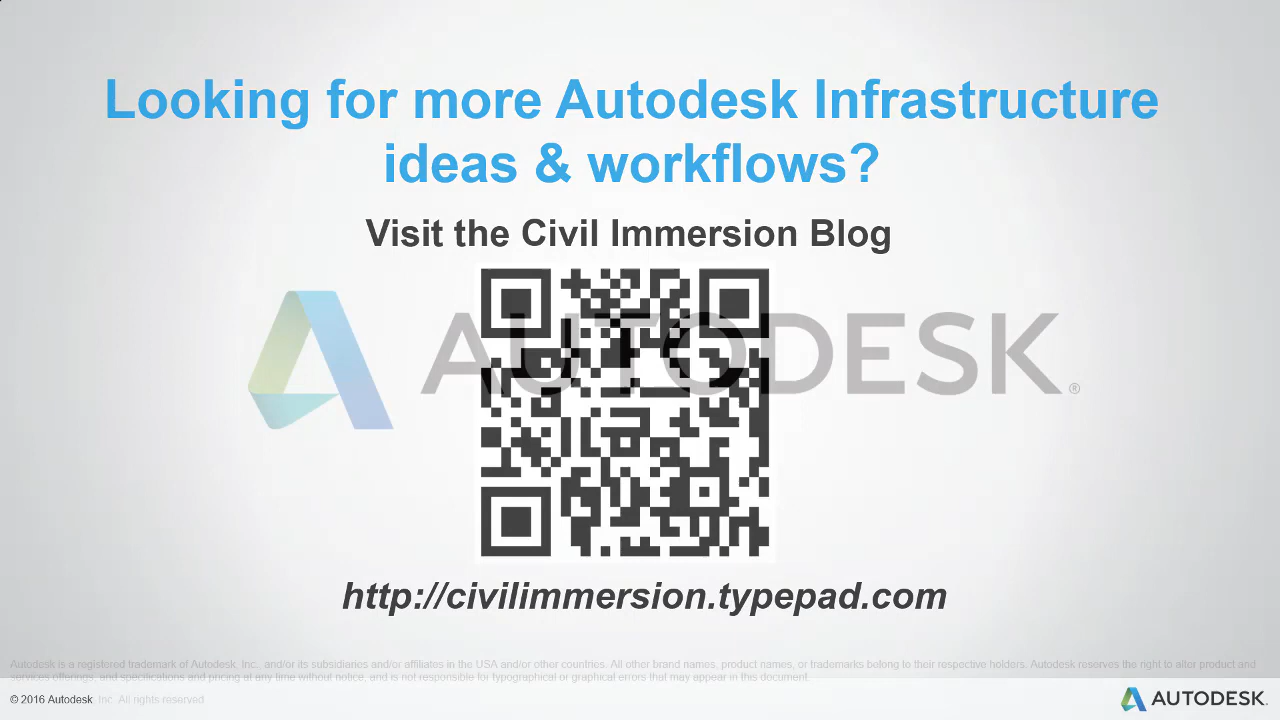 Looking for more Autodesk Infrastructure
ideas & workflows?
Visit the Civil Immersion Blog
AUTODESK®
http://civilimmersion.typepad.com
Autodesk is a registered trademark of Autodesk, Inc., and/or its subsidiaries and/or affiliates in the USA and/or other countries. All other brand names, product names, or trademarks belong to their respective holders. Autodesk reserves the right to alter product and
services offerings, and specifications and pricing at any time without notice, and is not responsible for typographical or graphical errors that may appear in this document.
© 2016 Autodesk, Inc. All rights reserved
AUTODESK.